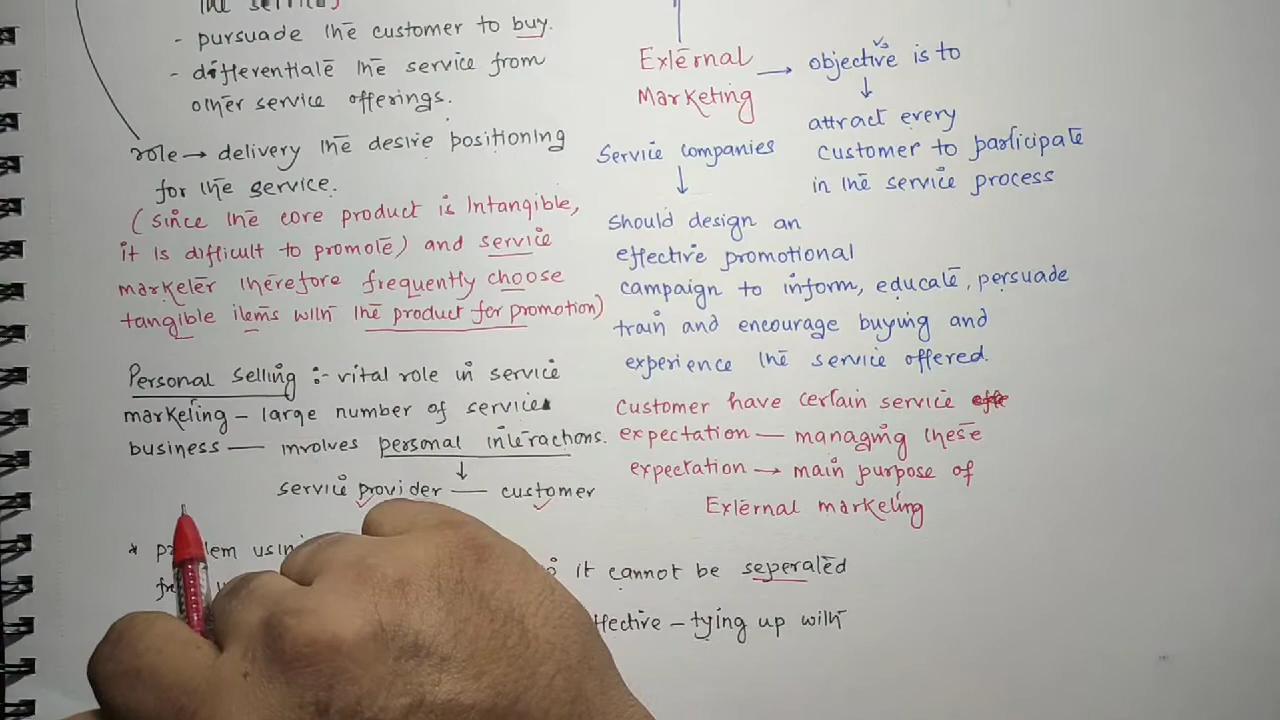 - pursuade the customer to buy.
- differentiate the service from
other service offerings.
role → delivery the desire positioning
for the service.
(since the core product is Intangible,
it is difficult to promote) and service
marketer therefore frequently choose
tangible items with the product for promotion)
Personal selling :- vital role in service
marketing – large number of service
business — involves personal interactions.
↓
service provider — customer
* problem
it cannot be seperated
– tying up with
External
Marketing → objective is to
↓
attract every
customer to participate
in the service process
Service companies
↓
should design an
effective promotional
campaign to inform, educate, persuade
train and encourage buying and
experience the service offered.
customer have certain service
expectation — managing these
expectation → main purpose of
External marketing